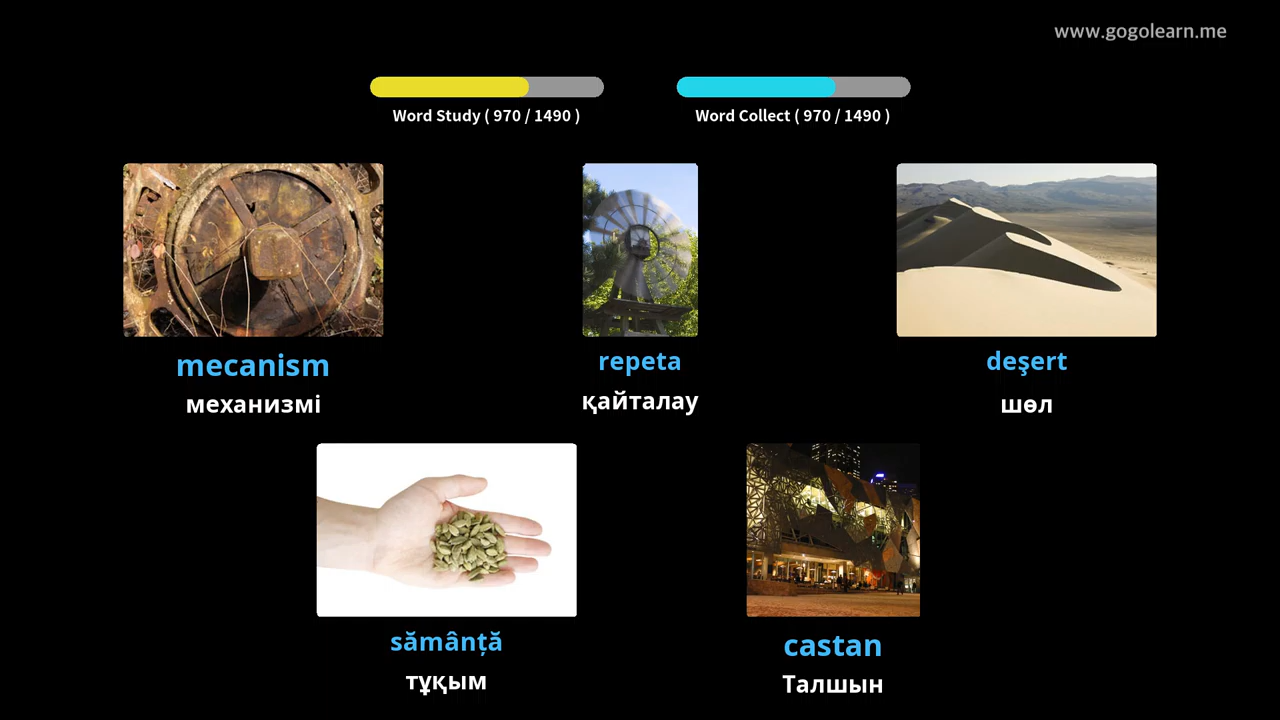 www.gogolearn.me
Word Study ( 970 / 1490 )
Word Collect ( 970 / 1490 )
mecanism
механизмі
repeta
қайталау
deşert
шөл
sămânță
тұқым
castan
Талшын